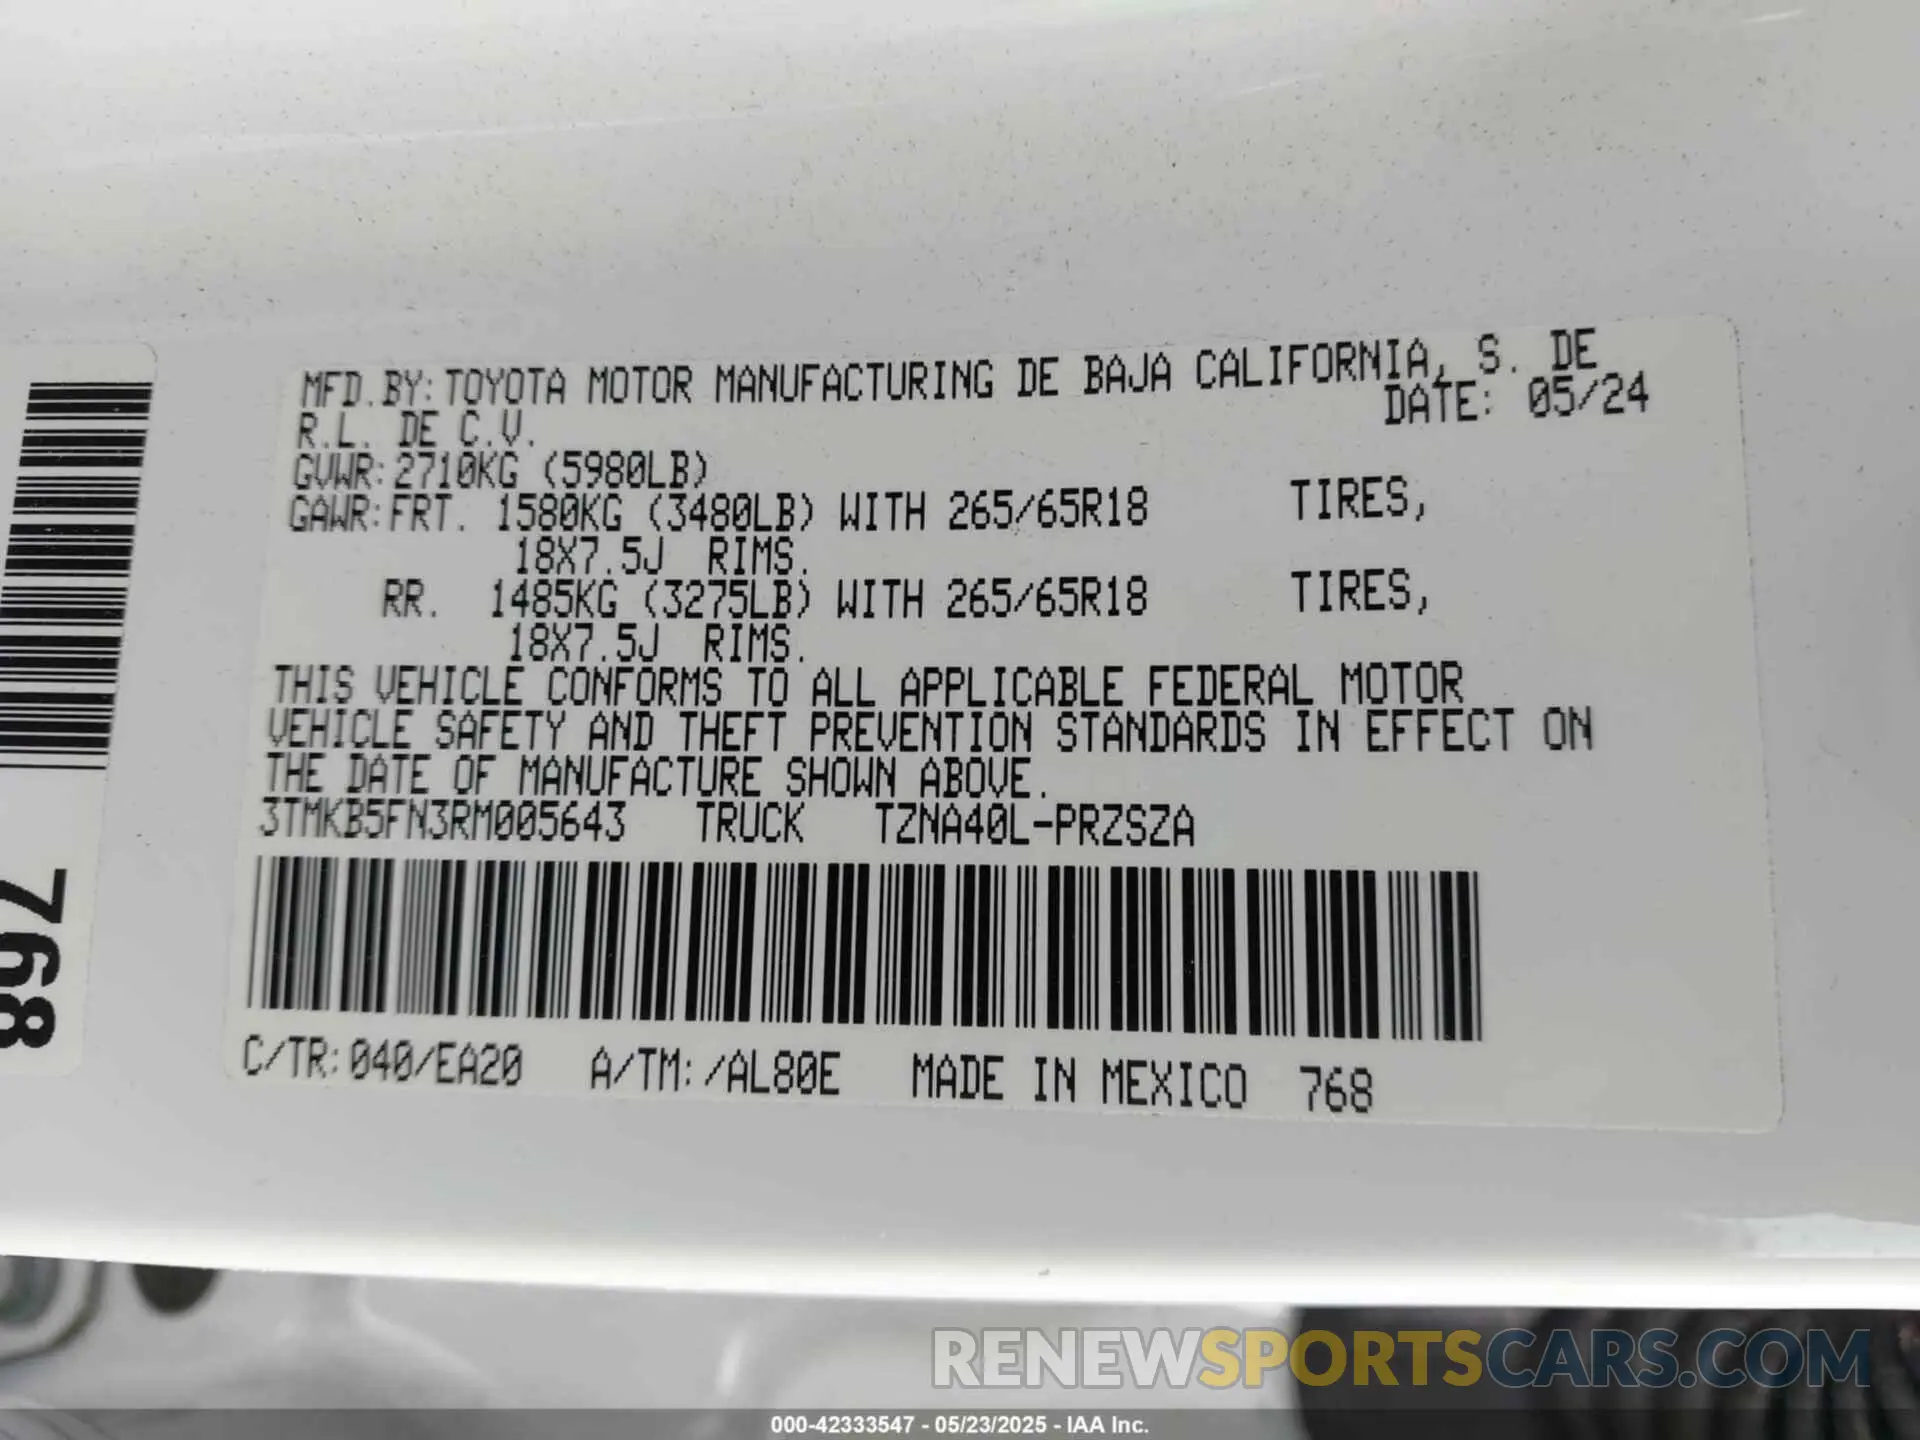 MFD.BY:TOYOTA MOTOR MANUFACTURING DE BAJA CALIFORNIA, S. DE
R.L. DE C.V.
DATE: 05/24
GVWR:2710KG (5980LB)
GAWR:FRT. 1580KG (3480LB) WITH 265/65R18 TIRES,
18X7.5J RIMS.
RR. 1485KG (3275LB) WITH 265/65R18 TIRES,
18X7.5J RIMS.
THIS VEHICLE CONFORMS TO ALL APPLICABLE FEDERAL MOTOR
VEHICLE SAFETY AND THEFT PREVENTION STANDARDS IN EFFECT ON
THE DATE OF MANUFACTURE SHOWN ABOVE.
3TMKB5FN3RM005643 TRUCK TZNA40L-PRZSZA
C/TR:040/EA20 A/TM:/AL80E MADE IN MEXICO 768
768
RENEWSPORTSCARS.COM
000-42333547 - 05/23/2025 - IAA Inc.